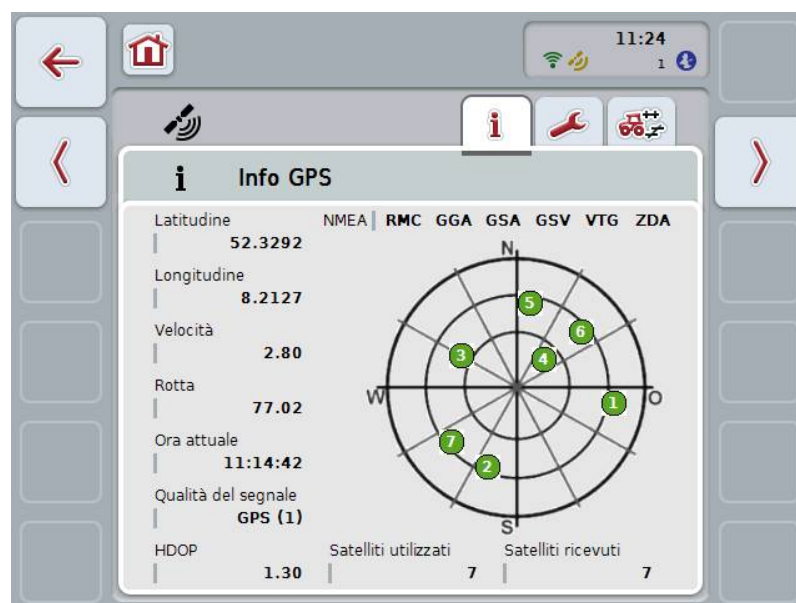 11:24
1
i
i Info GPS
Latitudine
52.3292
Longitudine
8.2127
Velocità
2.80
Rotta
77.02
Ora attuale
11:14:42
Qualità del segnale
GPS (1)
HDOP
1.30
NMEA RMC GGA GSA GSV VTG ZDA
N
5
6
3
4
W
1
O
7
2
S
Satelliti utilizzati
7
Satelliti ricevuti
7